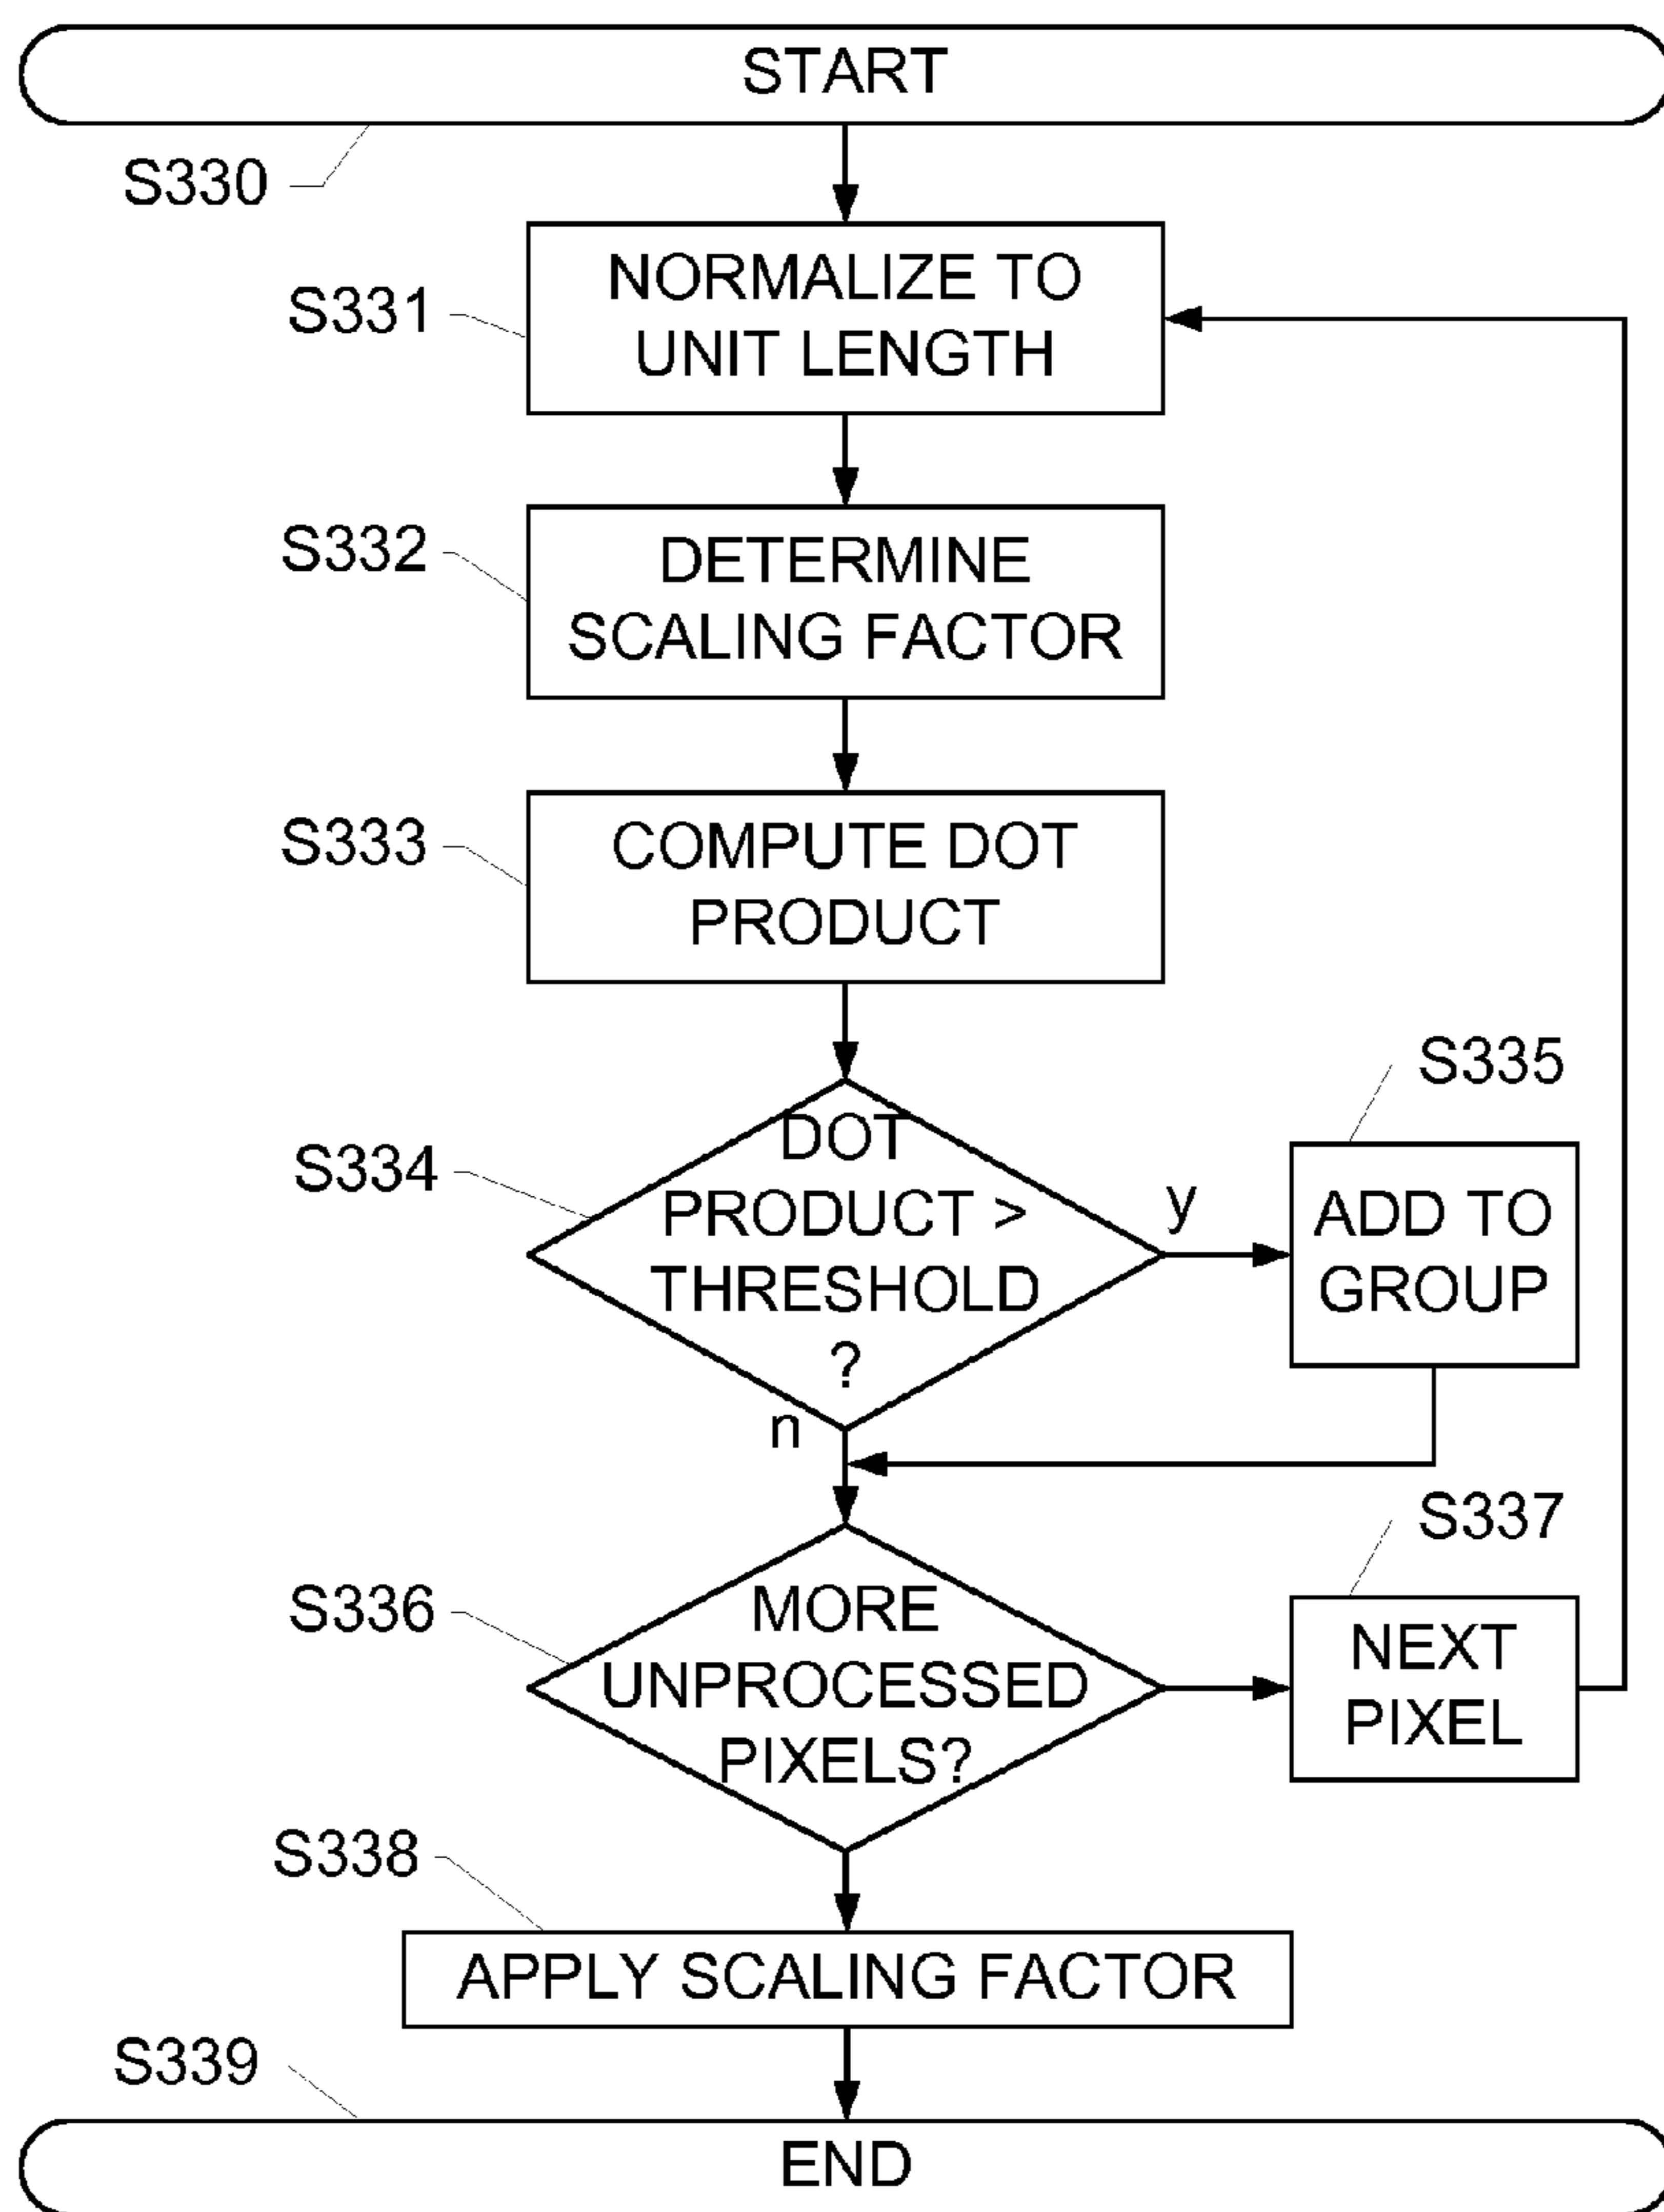 START
S330
S331
NORMALIZE TO
UNIT LENGTH
S332
DETERMINE
SCALING FACTOR
S333
COMPUTE DOT
PRODUCT
S334
DOT
PRODUCT >
THRESHOLD
?
y
n
S335
ADD TO
GROUP
S336
MORE
UNPROCESSED
PIXELS?
S337
NEXT
PIXEL
S338
APPLY SCALING FACTOR
S339
END